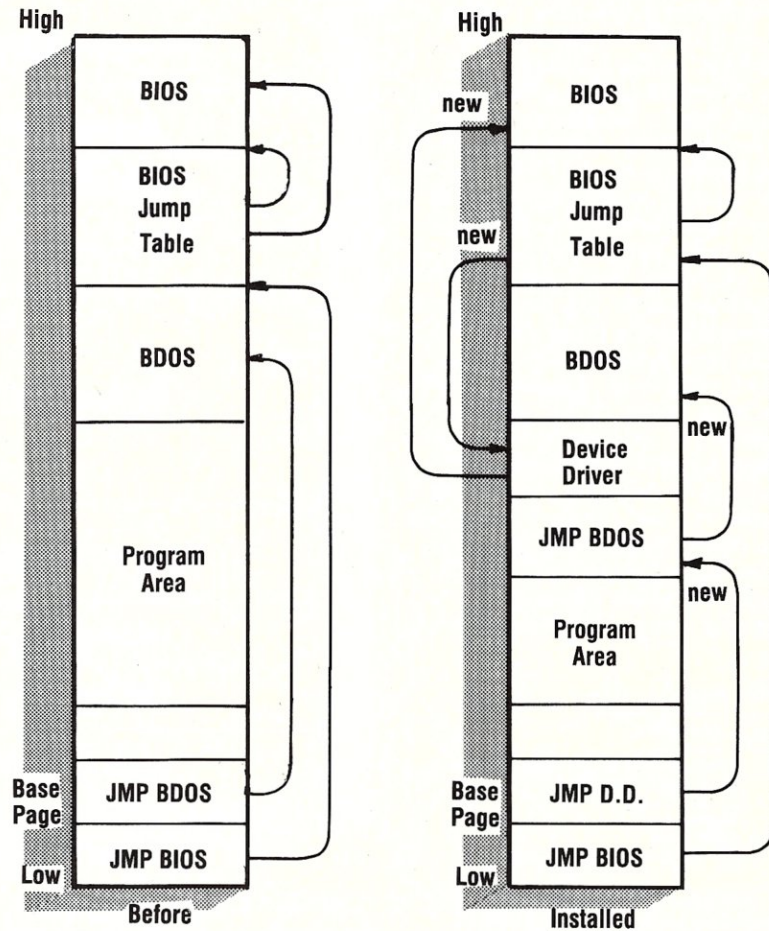 High
BIOS
BIOS
Jump
Table
BDOS
Program
Area
Base
Page
JMP BDOS
JMP BIOS
Low
Before
High
new
BIOS
BIOS
Jump
Table
new
BDOS
new
Device
Driver
JMP BDOS
new
Program
Area
Base
Page
JMP D.D.
JMP BIOS
Low
Installed